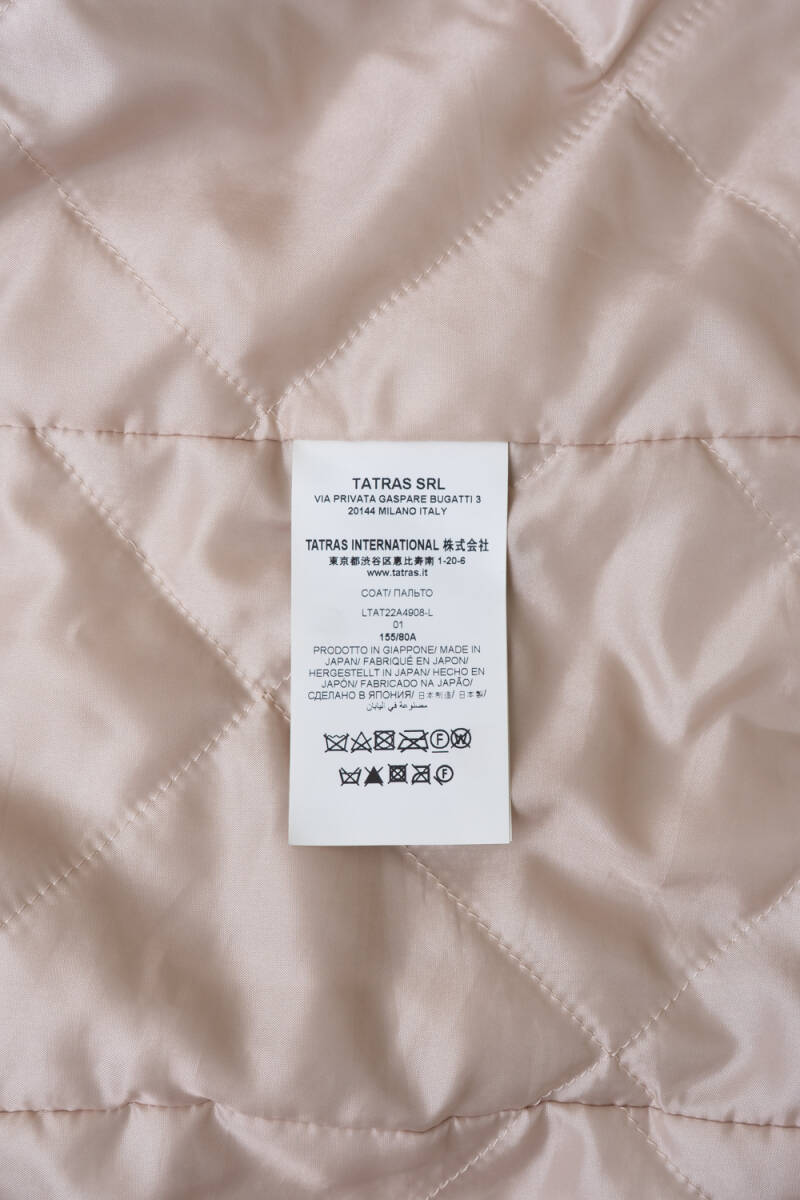 TATRAS SRL
VIA PRIVATA GASPARE BUGATTI 3
20144 MILANO ITALY
TATRAS INTERNATIONAL 株式会社
東京都渋谷区恵比寿南 1-20-6
www.tatras.it
COAT/ ПАЛЬТО
LTAT22A4908-L
01
155/80A
PRODOTTO IN GIAPPONE/ MADE IN
JAPAN/ FABRIQUÉ EN JAPON/
HERGESTELLT IN JAPAN/ HECHO EN
JAPÓN/ FABRICADO NA JAPÃO/
СДЕЛАНО В ЯПОНИЯ/ 日本制造/ 日本製/
مصنوعة في اليابان
F W
F